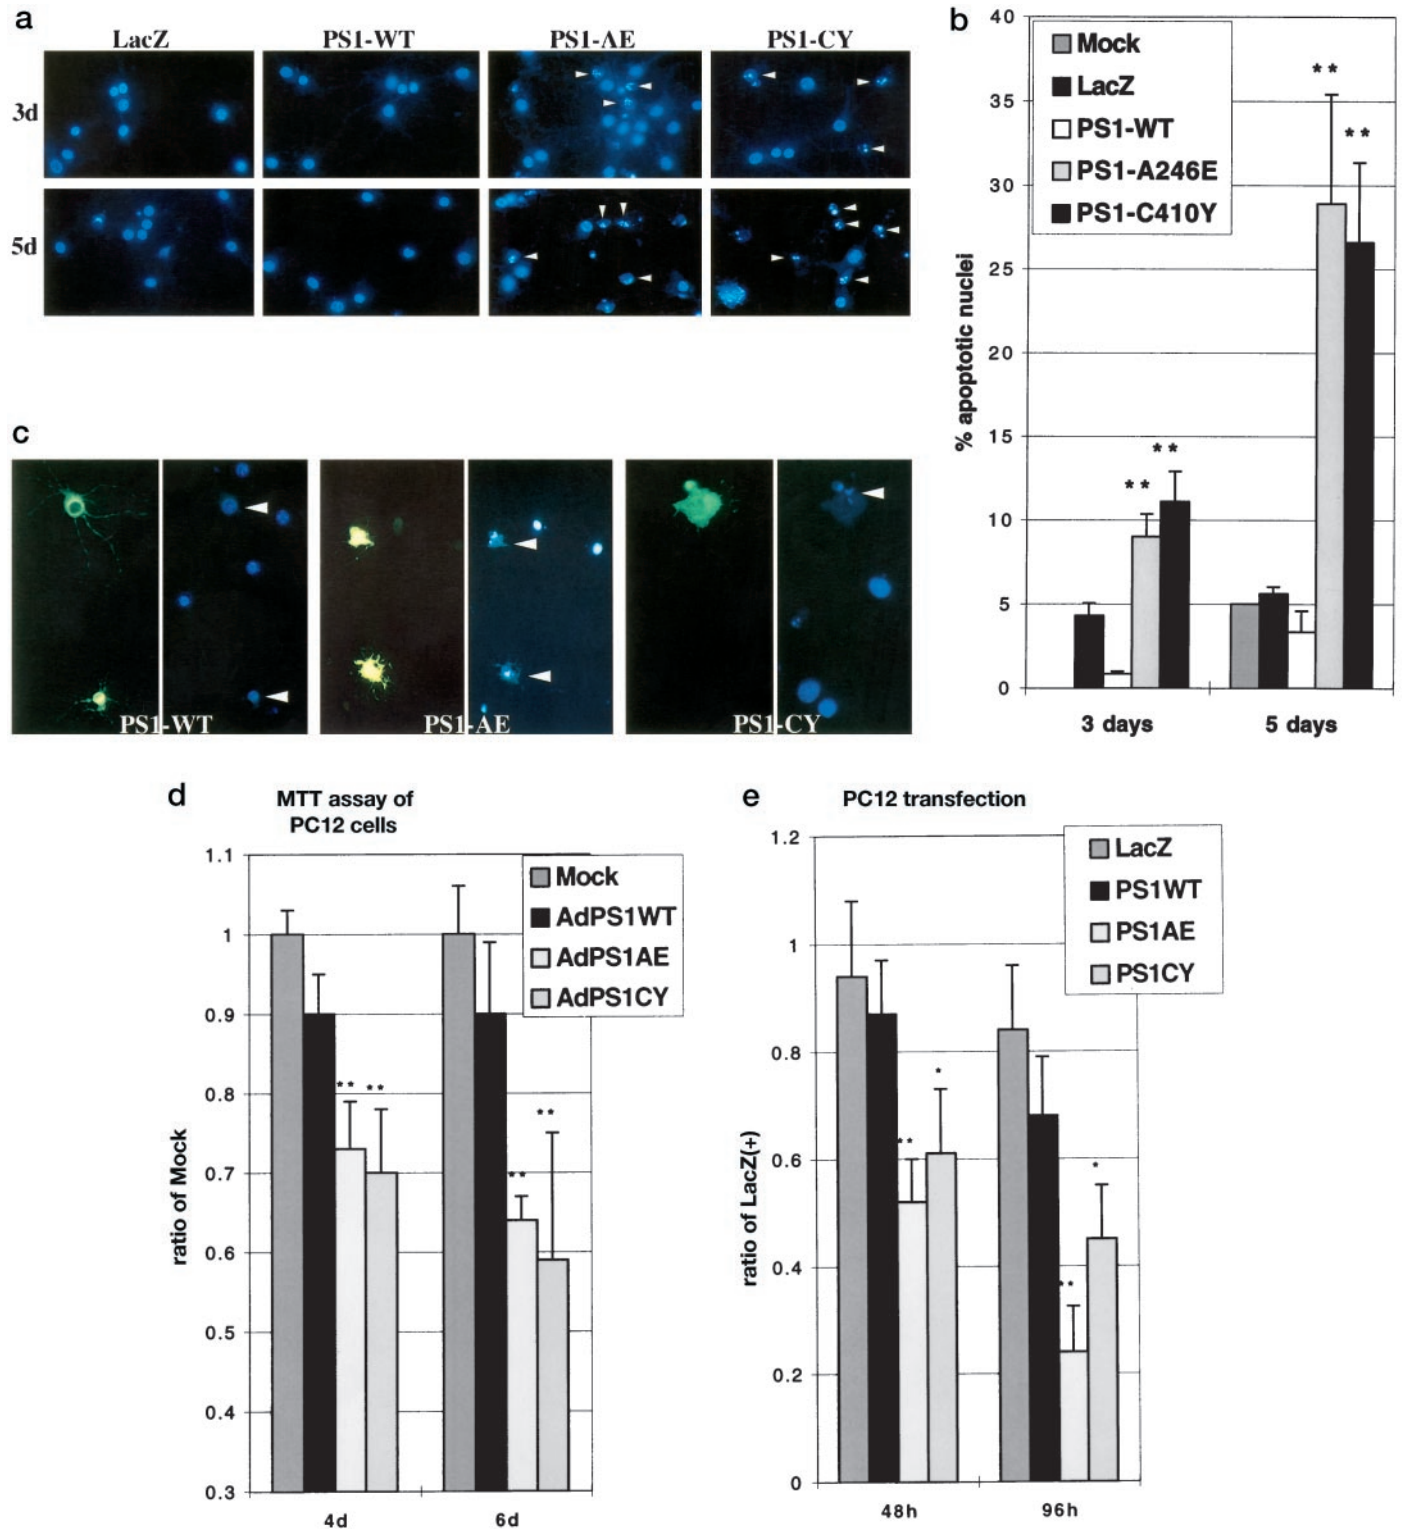 a
LacZ PS1-WT PS1-AE PS1-CY
3d
5d
b
40
35
30
25
20
15
10
5
0
% apoptotic nuclei
Mock
LacZ
PS1-WT
PS1-A246E
PS1-C410Y
**
**
**
**
3 days 5 days
c
PS1-WT PS1-AE PS1-CY
d
MTT assay of
PC12 cells
1.1
1
0.9
0.8
0.7
0.6
0.5
0.4
0.3
ratio of Mock
Mock
AdPS1WT
AdPS1AE
AdPS1CY
** **
**
**
4d 6d
e
PC12 transfection
1.2
1
0.8
0.6
0.4
0.2
0
ratio of LacZ(+)
LacZ
PS1WT
PS1AE
PS1CY
*
**
*
**
48h 96h